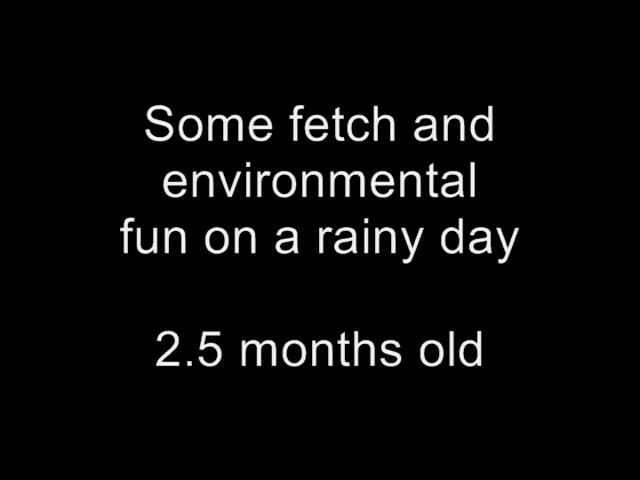 Some fetch and
environmental
fun on a rainy day
2.5 months old